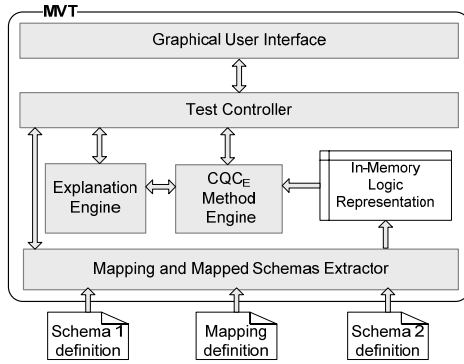 MVT
Graphical User Interface
Test Controller
Explanation
Engine
CQCE
Method
Engine
In-Memory
Logic
Representation
Mapping and Mapped Schemas Extractor
Schema 1
definition
Mapping
definition
Schema 2
definition